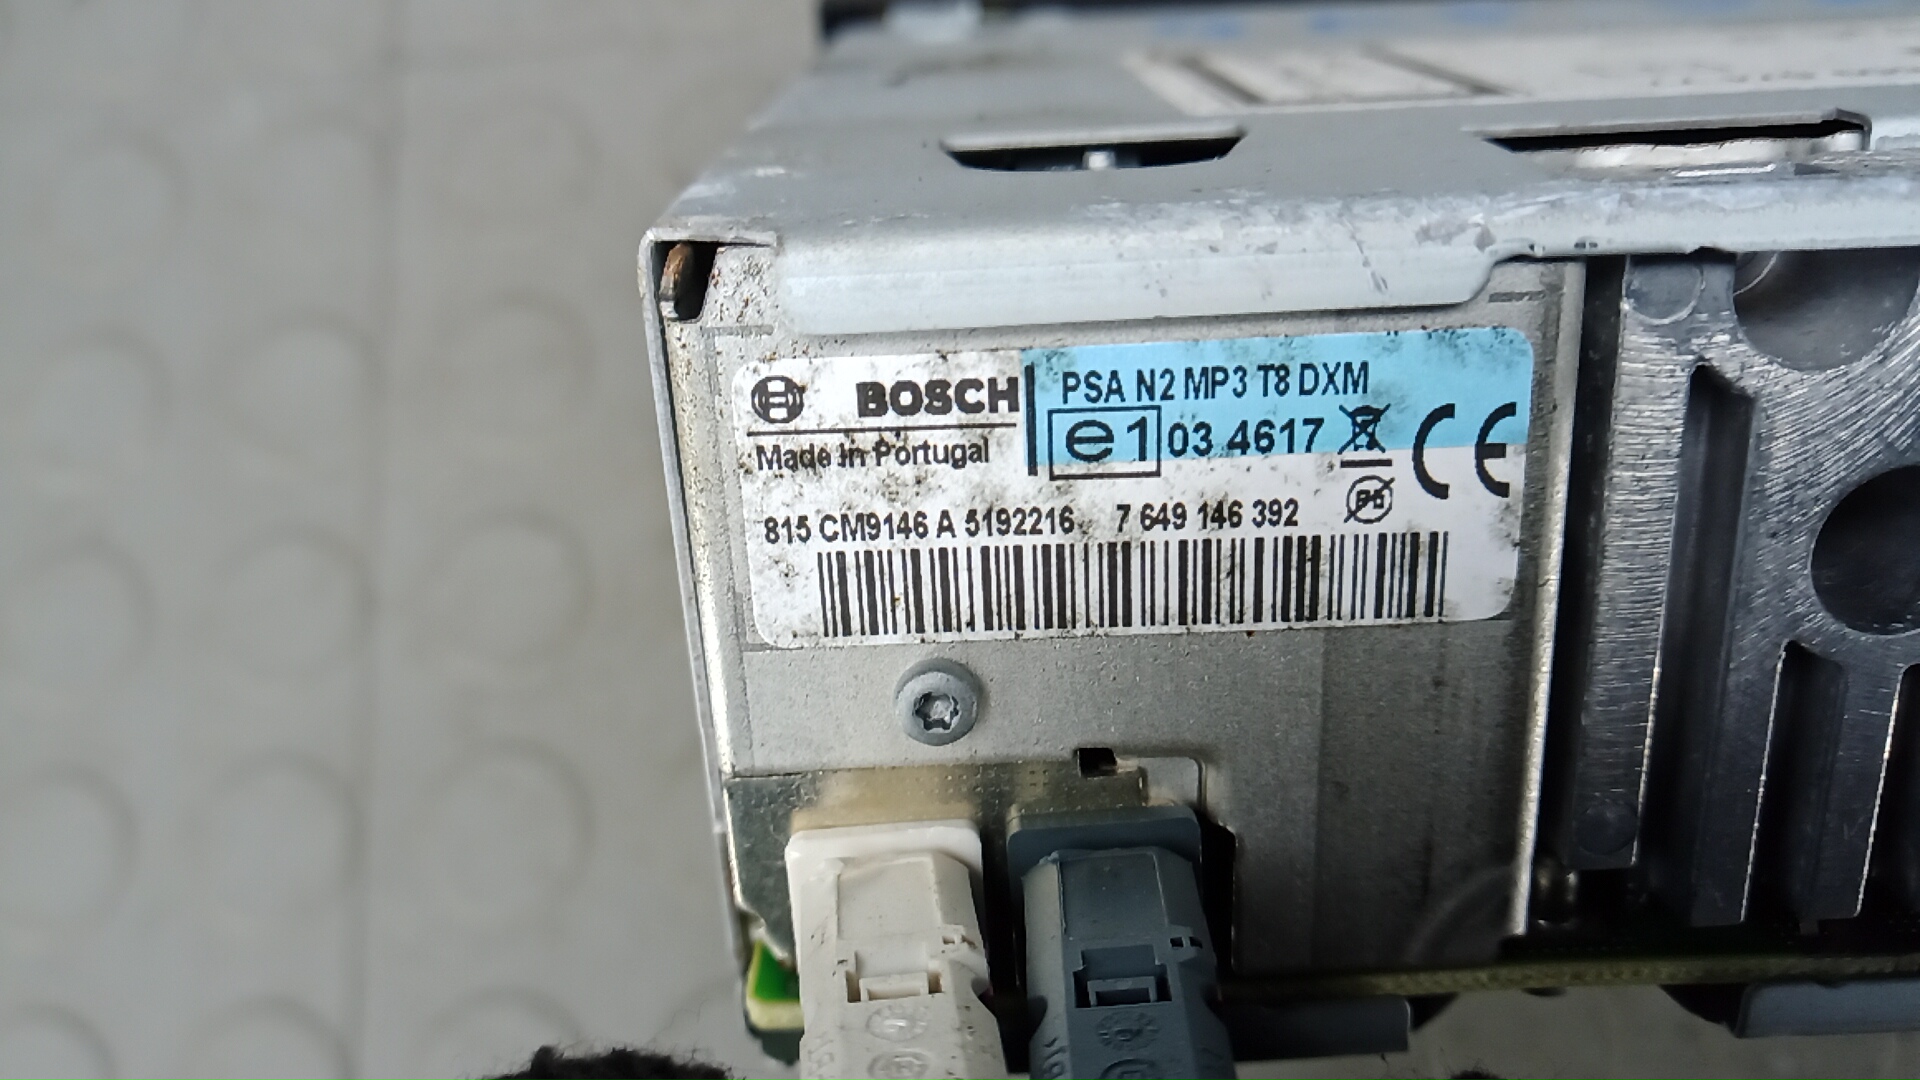 BOSCH
Made in Portugal
PSA N2 MP3 T8 DXM
e1 03 4617 CE
Pb
815 CM9146 A 5192216 7 649 146 392